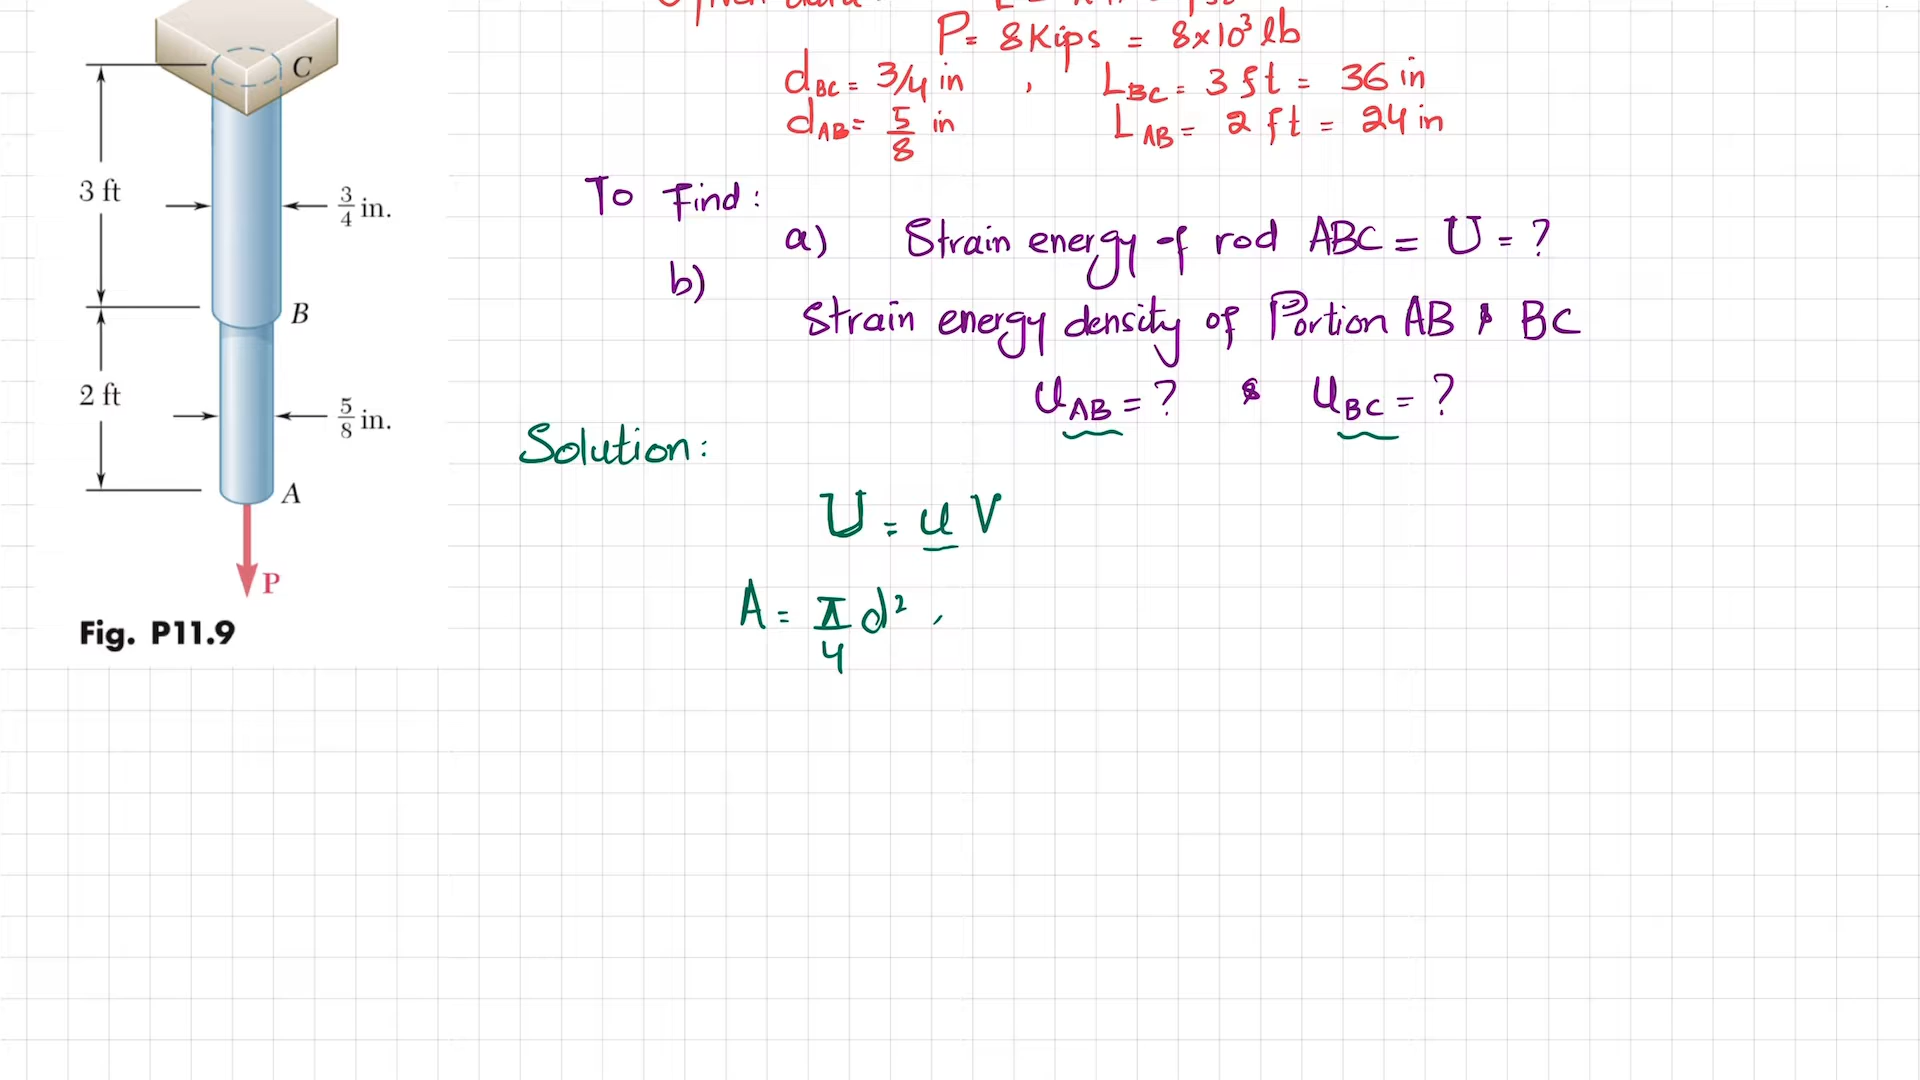 P = 8 Kips = 8×10³ lb
d_BC = 3/4 in , L_BC = 3 ft = 36 in
d_AB = 5/8 in L_AB = 2 ft = 24 in
To Find:
a) Strain energy of rod ABC = U = ?
b)
Strain energy density of Portion AB & BC
u_AB = ? & u_BC = ?
Solution:
U = u V
A = π/4 d² ,
C
3 ft
3/4 in.
B
2 ft
5/8 in.
A
P
Fig. P11.9